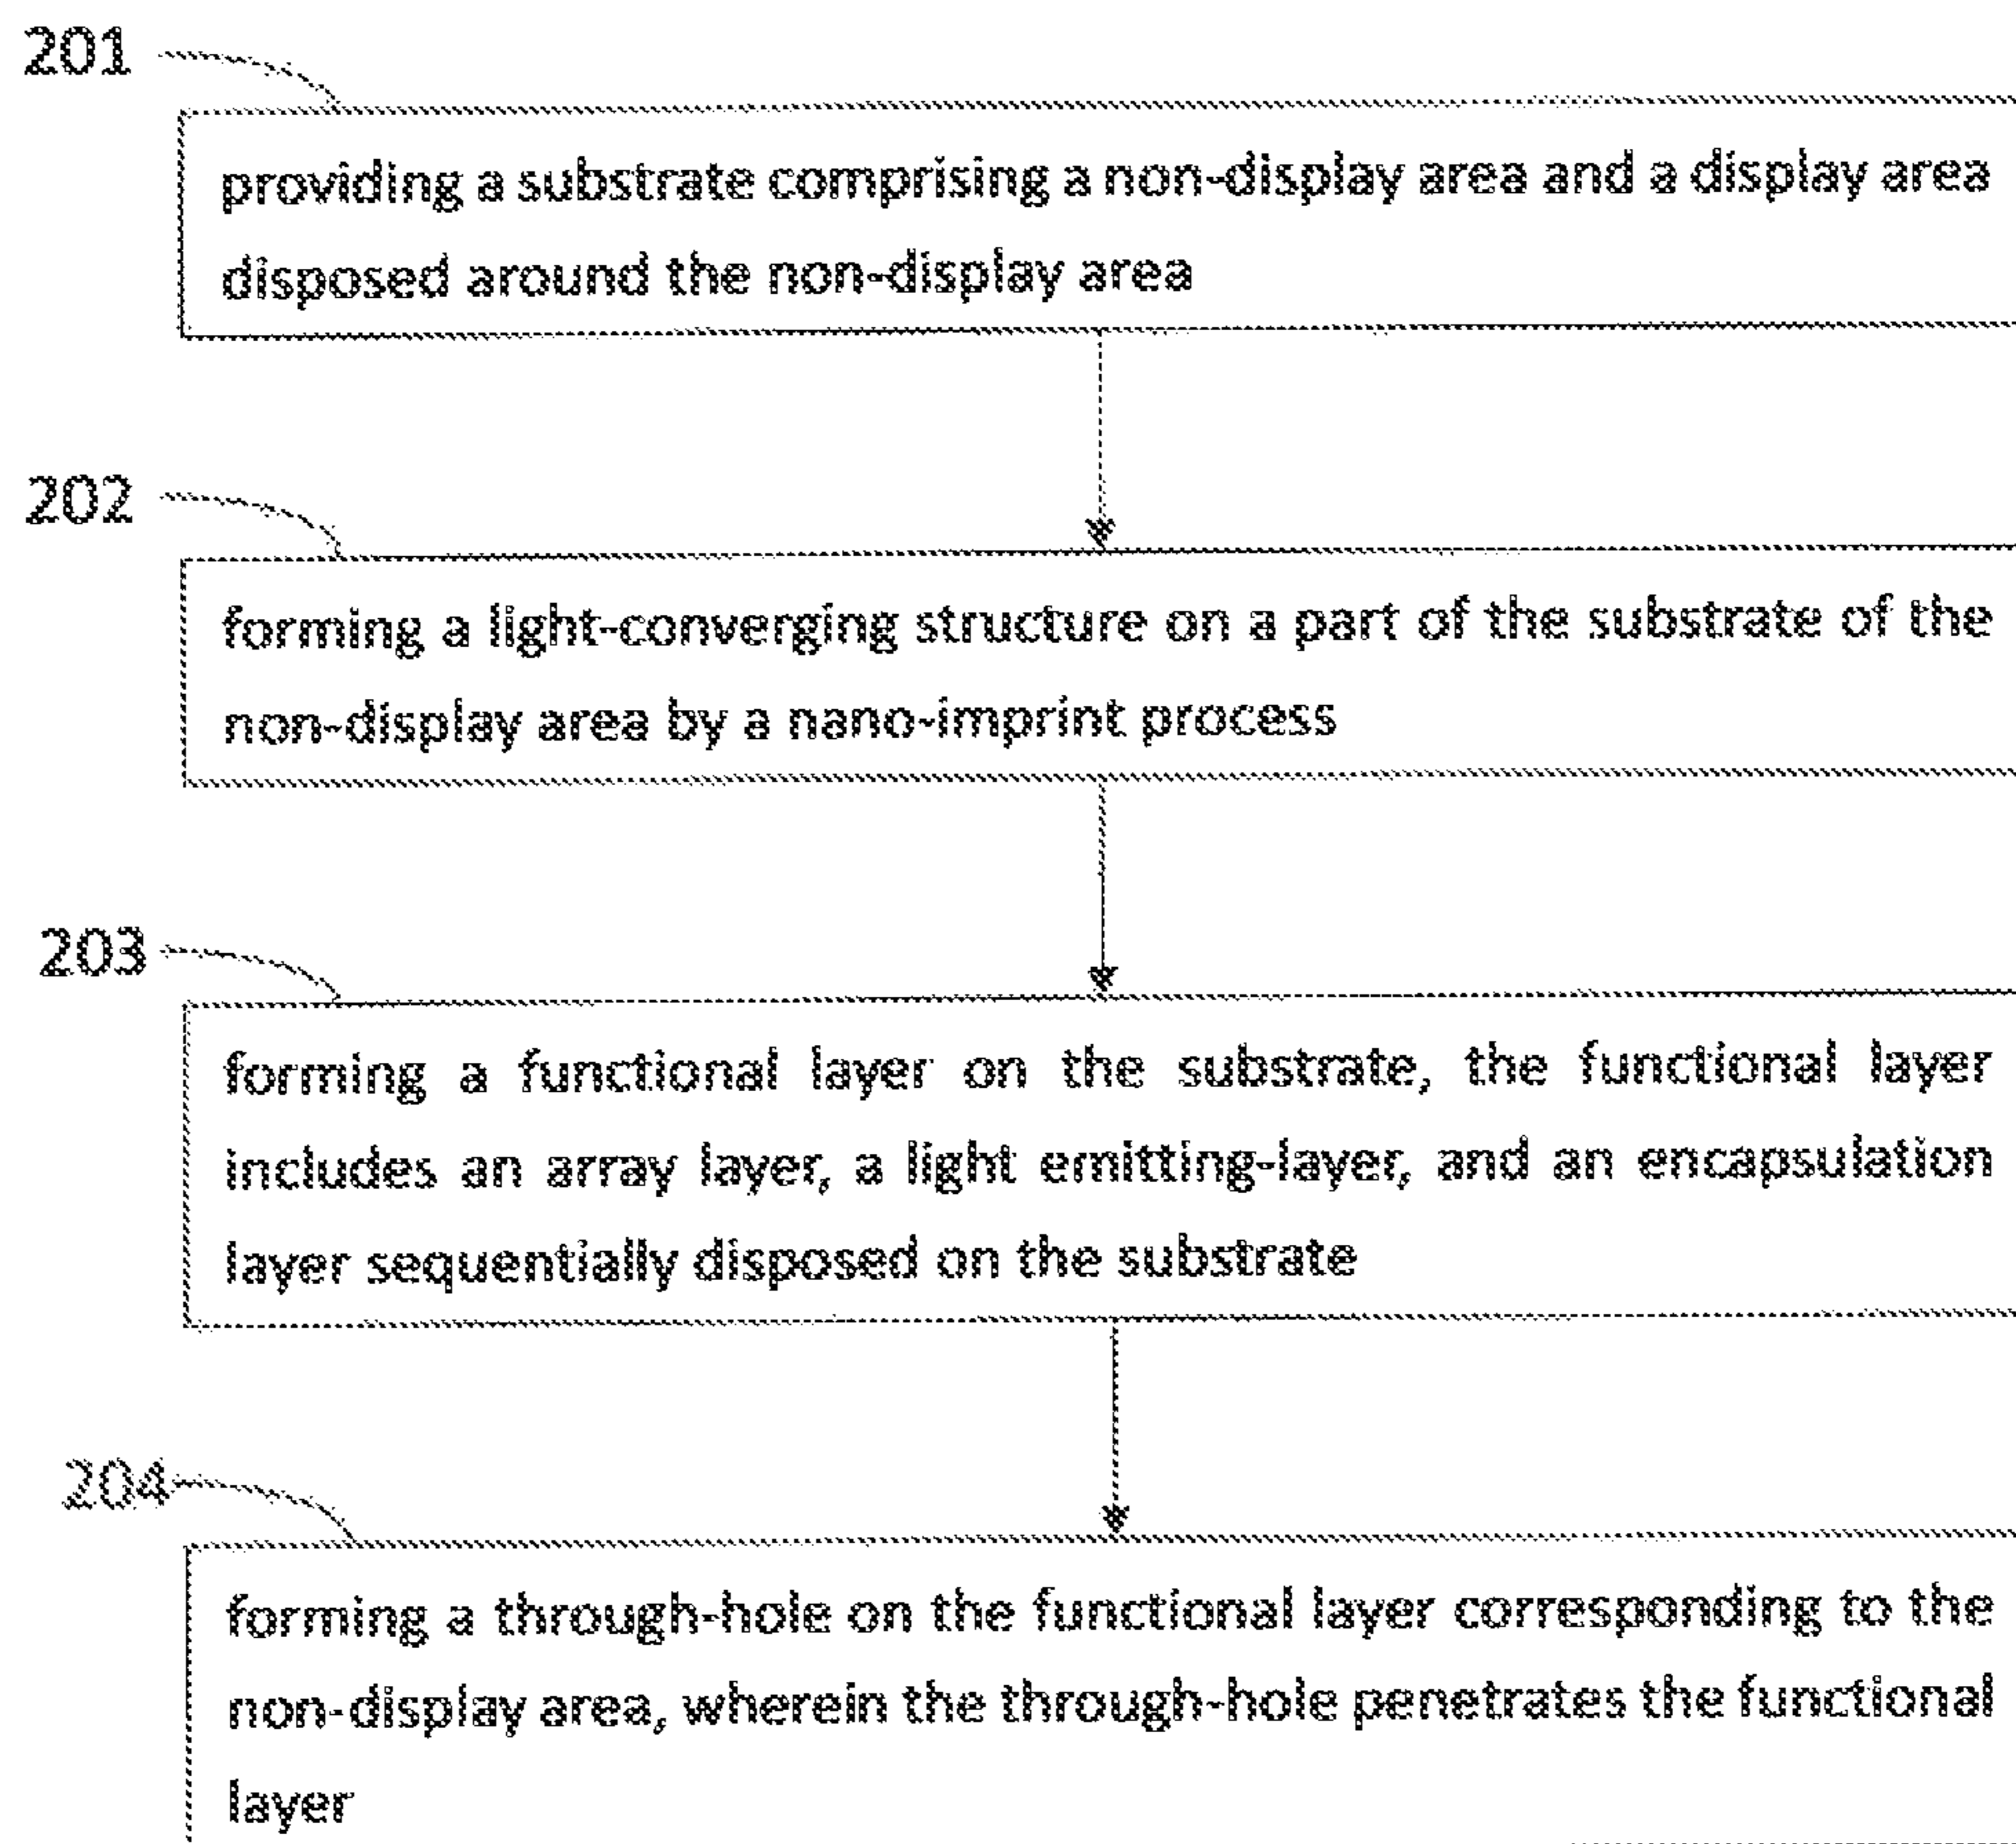 201
providing a substrate comprising a non-display area and a display area
disposed around the non-display area
202
forming a light-converging structure on a part of the substrate of the
non-display area by a nano-imprint process
203
forming a functional layer on the substrate, the functional layer
includes an array layer, a light emitting-layer, and an encapsulation
layer sequentially disposed on the substrate
204
forming a through-hole on the functional layer corresponding to the
non-display area, wherein the through-hole penetrates the functional
layer